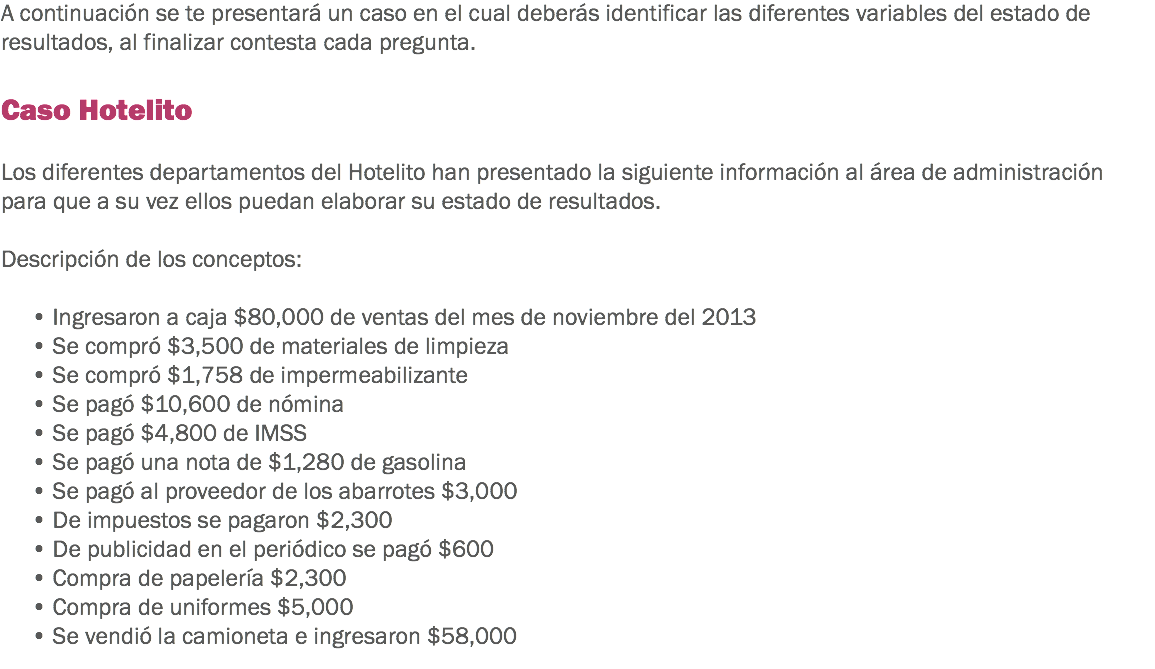 A continuación se te presentará un caso en el cual deberás identificar las diferentes variables del estado de
resultados, al finalizar contesta cada pregunta.
Caso Hotelito
Los diferentes departamentos del Hotelito han presentado la siguiente información al área de administración
para que a su vez ellos puedan elaborar su estado de resultados.
Descripción de los conceptos:
• Ingresaron a caja $80,000 de ventas del mes de noviembre del 2013
• Se compró $3,500 de materiales de limpieza
• Se compró $1,758 de impermeabilizante
• Se pagó $10,600 de nómina
• Se pagó $4,800 de IMSS
• Se pagó una nota de $1,280 de gasolina
• Se pagó al proveedor de los abarrotes $3,000
• De impuestos se pagaron $2,300
• De publicidad en el periódico se pagó $600
• Compra de papelería $2,300
• Compra de uniformes $5,000
• Se vendió la camioneta e ingresaron $58,000